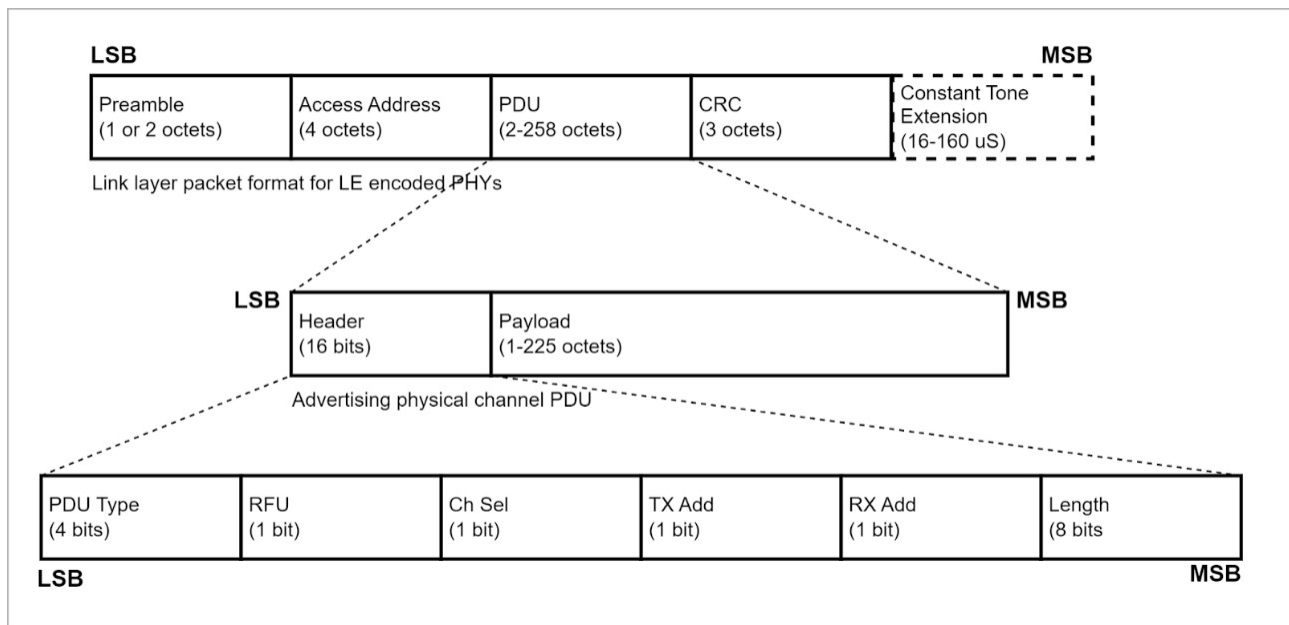 LSB
MSB
Preamble
(1 or 2 octets)
Access Address
(4 octets)
PDU
(2-258 octets)
CRC
(3 octets)
Constant Tone
Extension
(16-160 uS)
Link layer packet format for LE encoded PHYs
LSB
MSB
Header
(16 bits)
Payload
(1-225 octets)
Advertising physical channel PDU
PDU Type
(4 bits)
RFU
(1 bit)
Ch Sel
(1 bit)
TX Add
(1 bit)
RX Add
(1 bit)
Length
(8 bits
LSB
MSB